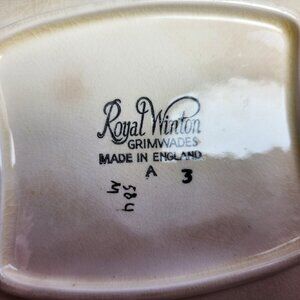 Royal Winton
GRIMWADES
MADE IN ENGLAND
A 3